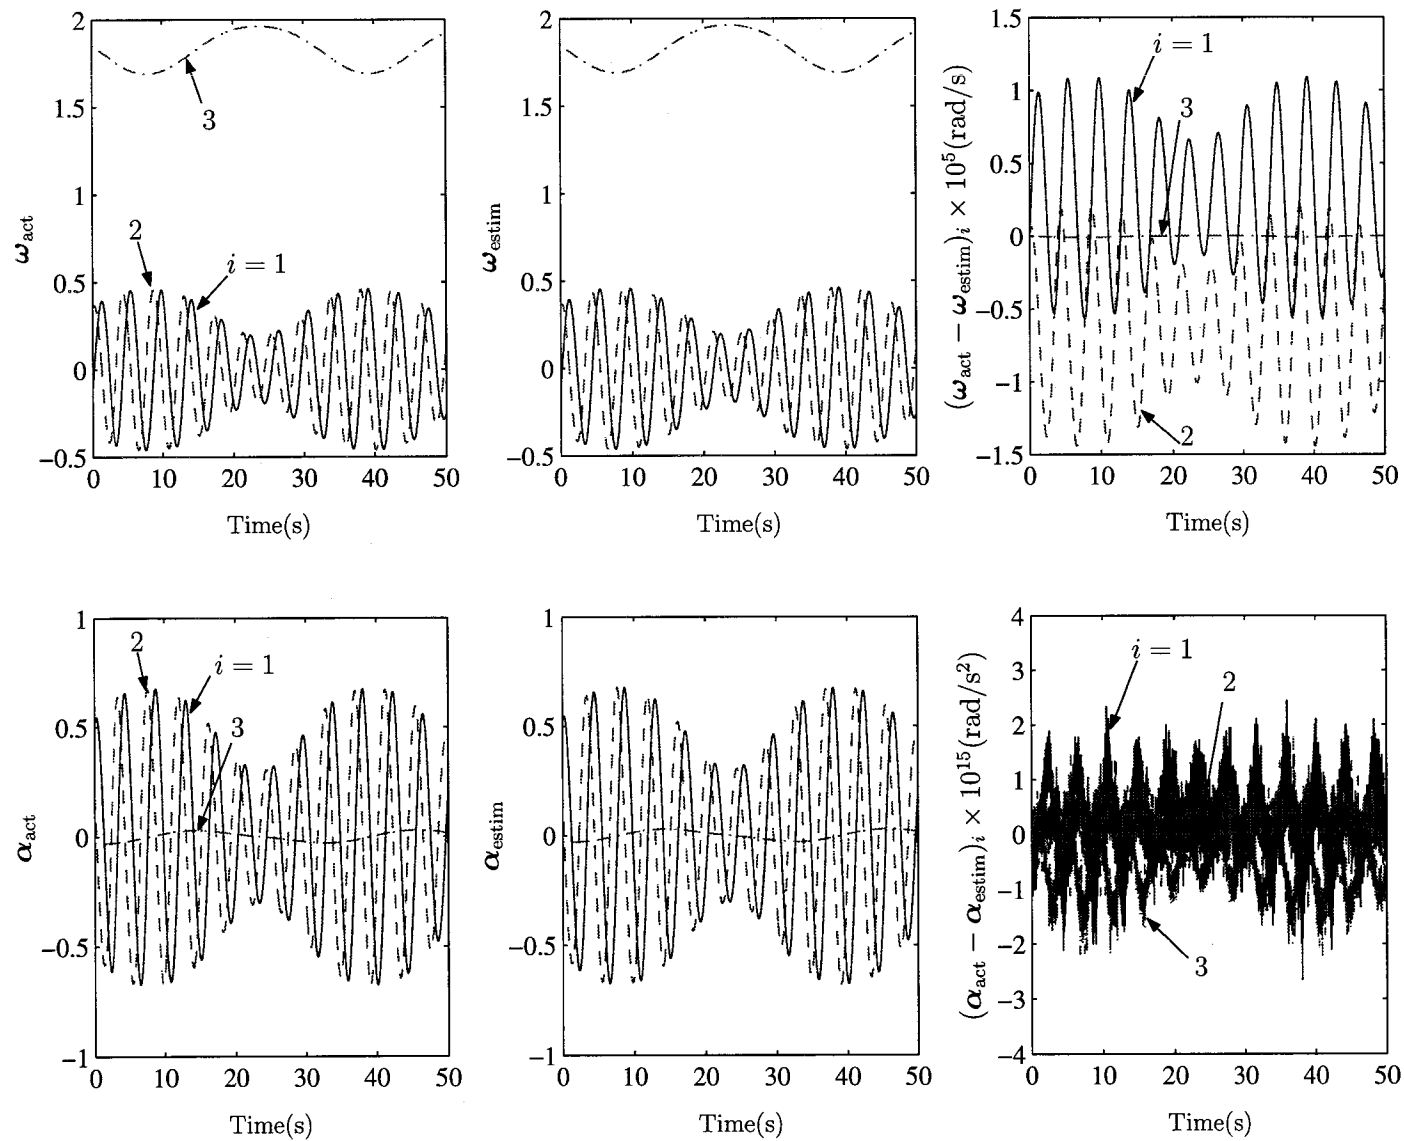 2
1.5
1
0.5
0
−0.5
0 10 20 30 40 50
Time(s)
ω_act
3
2
i = 1
2
1.5
1
0.5
0
−0.5
0 10 20 30 40 50
Time(s)
ω_estim
1.5
1
0.5
0
−0.5
−1
−1.5
0 10 20 30 40 50
Time(s)
(ω_act − ω_estim)_i × 10^5(rad/s)
i = 1
3
2
1
0.5
0
−0.5
−1
0 10 20 30 40 50
Time(s)
α_act
2
i = 1
3
1
0.5
0
−0.5
−1
0 10 20 30 40 50
Time(s)
α_estim
4
3
2
1
0
−1
−2
−3
−4
0 10 20 30 40 50
Time(s)
(α_act − α_estim)_i × 10^15(rad/s^2)
i = 1
2
3